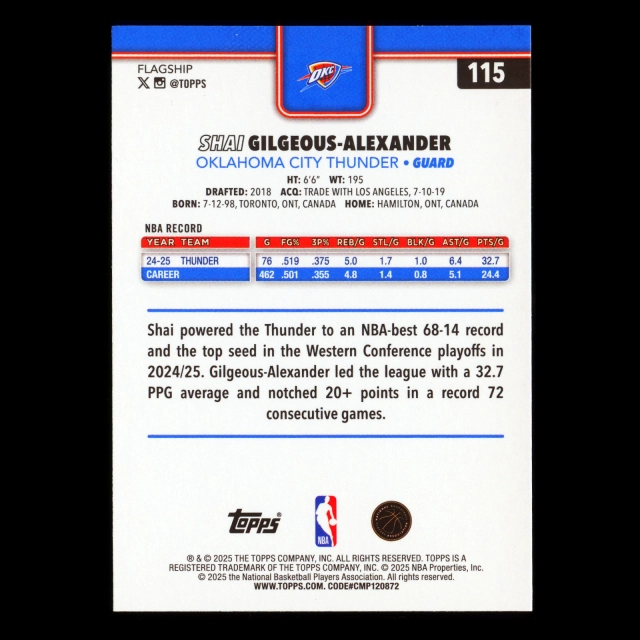 FLAGSHIP
X @TOPPS
OKC
115
SHAI GILGEOUS-ALEXANDER
OKLAHOMA CITY THUNDER • GUARD
HT: 6'6" WT: 195
DRAFTED: 2018 ACQ: TRADE WITH LOS ANGELES, 7-10-19
BORN: 7-12-98, TORONTO, ONT, CANADA HOME: HAMILTON, ONT, CANADA
NBA RECORD
YEAR TEAM G FG% 3P% REB/G STL/G BLK/G AST/G PTS/G
24-25 THUNDER 76 .519 .375 5.0 1.7 1.0 6.4 32.7
CAREER 462 .501 .355 4.8 1.4 0.8 5.1 24.4
Shai powered the Thunder to an NBA-best 68-14 record
and the top seed in the Western Conference playoffs in
2024/25. Gilgeous-Alexander led the league with a 32.7
PPG average and notched 20+ points in a record 72
consecutive games.
Topps® NBA
® & © 2025 THE TOPPS COMPANY, INC. ALL RIGHTS RESERVED. TOPPS IS A
REGISTERED TRADEMARK OF THE TOPPS COMPANY, INC. © 2025 NBA Properties, Inc.
© 2025 the National Basketball Players Association. All rights reserved.
WWW.TOPPS.COM. CODE#CMP120872